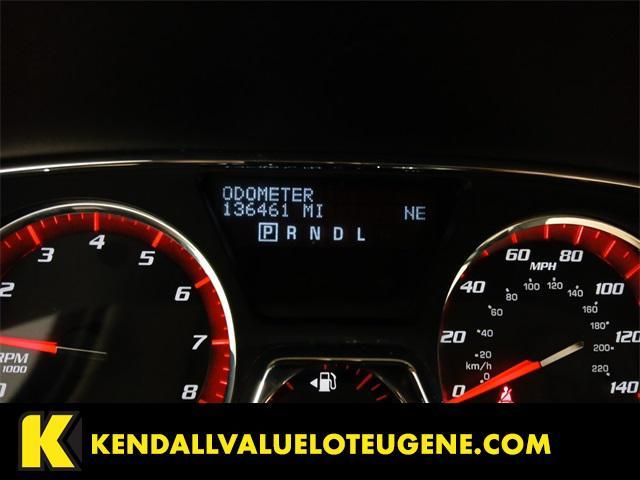 ODOMETER
136461 MI NE
P R N D L
2 3 4 5 6 7 8
RPM
1000
0 20 40 60 80 100 120 140
MPH
0 20 40 60 80 100 120 140 160 180 200 220
km/h
K KENDALLVALUELOTEUGENE.COM